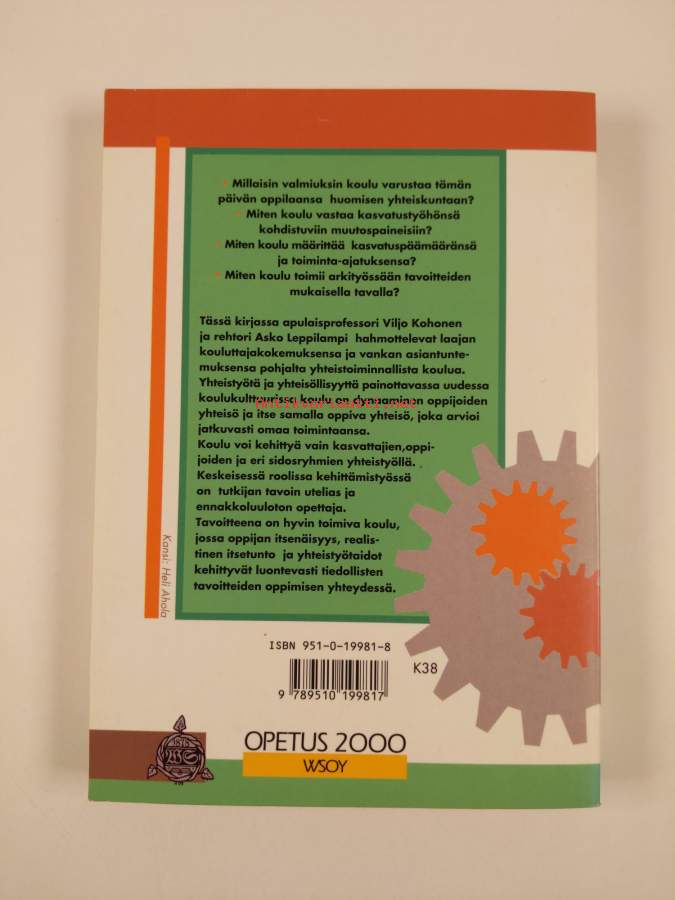 • Millaisin valmiuksin koulu varustaa tämän
päivän oppilaansa huomisen yhteiskuntaan?
• Miten koulu vastaa kasvatustyöhönsä
kohdistuviin muutospaineisiin?
• Miten koulu määrittää kasvatuspäämääränsä
ja toiminta-ajatuksensa?
• Miten koulu toimii arkityössään tavoitteiden
mukaisella tavalla?
Tässä kirjassa apulaisprofessori Viljo Kohonen
ja rehtori Asko Leppilampi hahmottelevat laajan
kouluttajakokemuksensa ja vankan asiantunte-
muksensa pohjalta yhteistoiminnallista koulua.
Yhteistyötä ja yhteisöllisyyttä painottavassa uudessa
koulukulttuurissa koulu on dynaaminen oppijoiden
yhteisö ja itse samalla oppiva yhteisö, joka arvioi
jatkuvasti omaa toimintaansa.
Koulu voi kehittyä vain kasvattajien,oppi-
joiden ja eri sidosryhmien yhteistyöllä.
Keskeisessä roolissa kehittämistyössä
on tutkijan tavoin utelias ja
ennakkoluuloton opettaja.
Tavoitteena on hyvin toimiva koulu,
jossa oppijan itsenäisyys, realis-
tinen itsetunto ja yhteistyötaidot
kehittyvät luontevasti tiedollisten
tavoitteiden oppimisen yhteydessä.
Kansi: Heli Ahola
ISBN 951-0-19981-8
9 789510 199817
K38
OPETUS 2000
WSOY